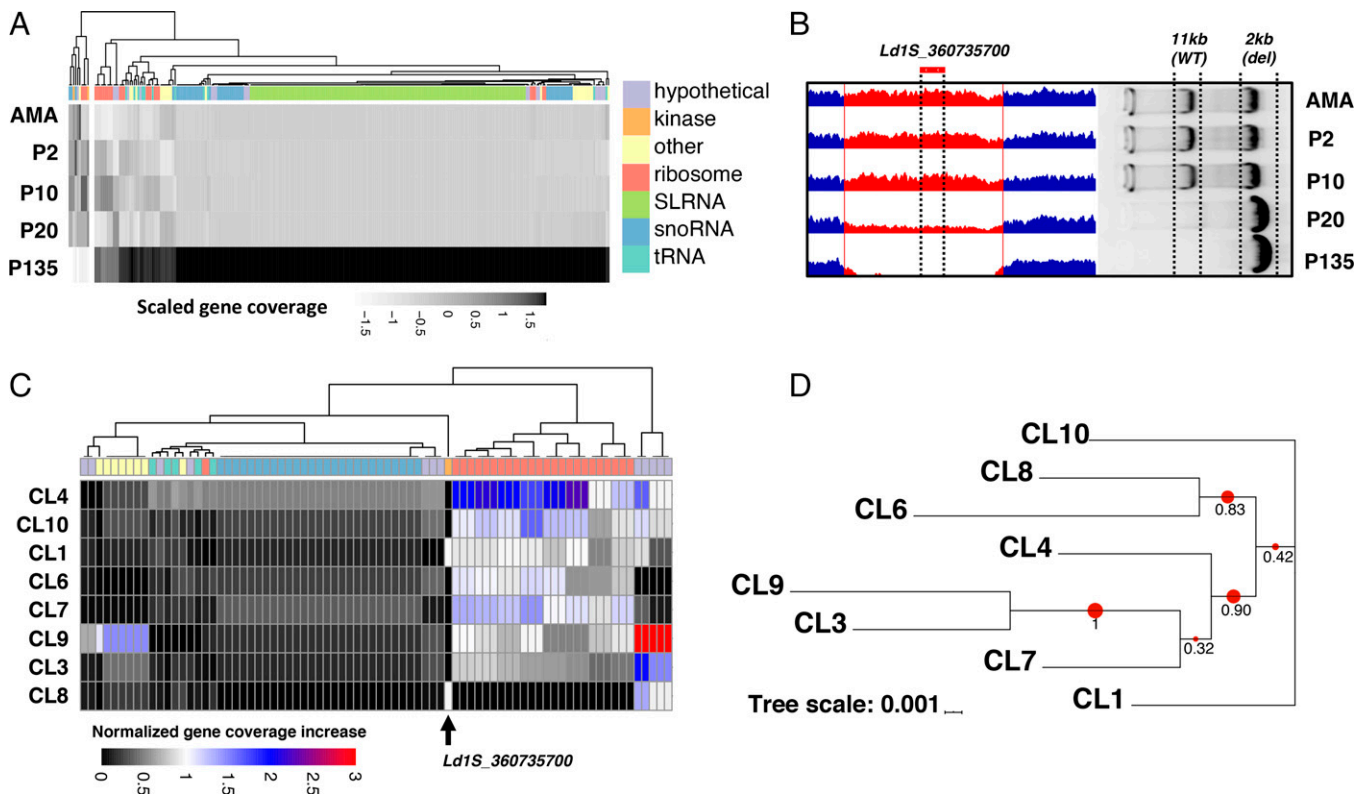 A
AMA
P2
P10
P20
P135
hypothetical
kinase
other
ribosome
SLRNA
snoRNA
tRNA
Scaled gene coverage
−1.5
−1
−0.5
0
0.5
1
1.5
B
Ld1S_360735700
11kb
(WT)
2kb
(del)
AMA
P2
P10
P20
P135
C
CL4
CL10
CL1
CL6
CL7
CL9
CL3
CL8
Normalized gene coverage increase
0
0.5
1
1.5
2
2.5
3
Ld1S_360735700
D
CL10
CL8
0.83
CL6
CL4
0.42
CL9
0.90
CL3
1
0.32
CL7
CL1
Tree scale: 0.001